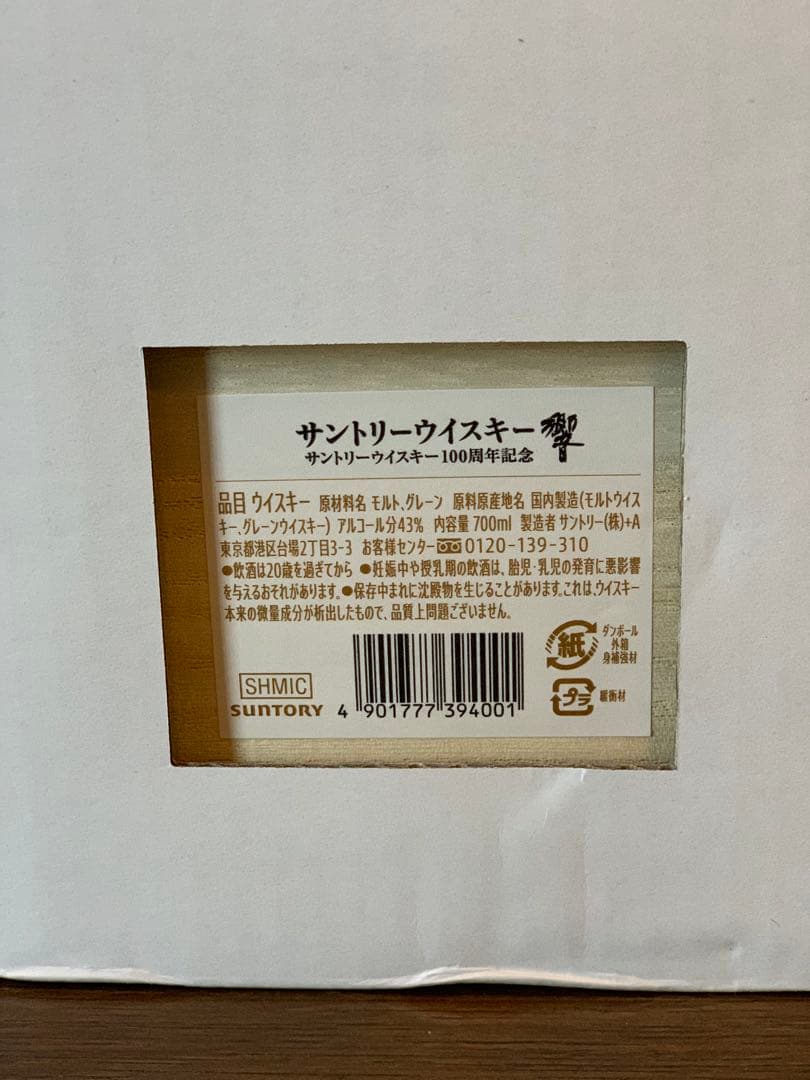 サントリーウイスキー響
サントリーウイスキー100周年記念
品目 ウイスキー 原材料名 モルト、グレーン 原料原産地名 国内製造(モルトウイス
キー、グレーンウイスキー) アルコール分43% 内容量 700ml 製造者 サントリー(株)+A
東京都港区台場2丁目3-3 お客様センター 0120-139-310
●飲酒は20歳を過ぎてから ●妊娠中や授乳期の飲酒は、胎児・乳児の発育に悪影響
を与えるおそれがあります。●保存中まれに沈殿物を生じることがあります。これは、ウイスキー
本来の微量成分が析出したもので、品質上問題ございません。
紙
ダンボール
外箱
身補強材
プラ
緩衝材
SHMIC
SUNTORY
4 901777 394001